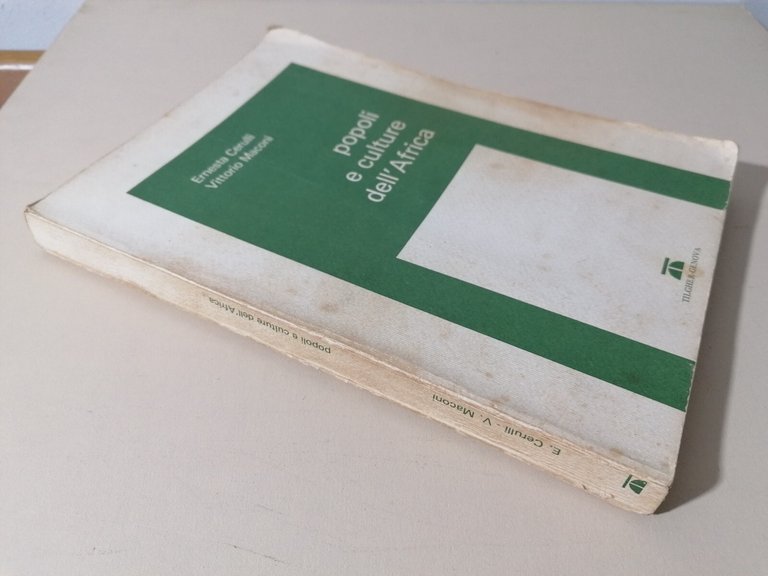 Ernesta Cerulli
Vittorio Maconi
popoli
e culture
dell'Africa
TILGHER-GENOVA
popoli e culture dell'Africa
E. Cerulli - V. Maconi